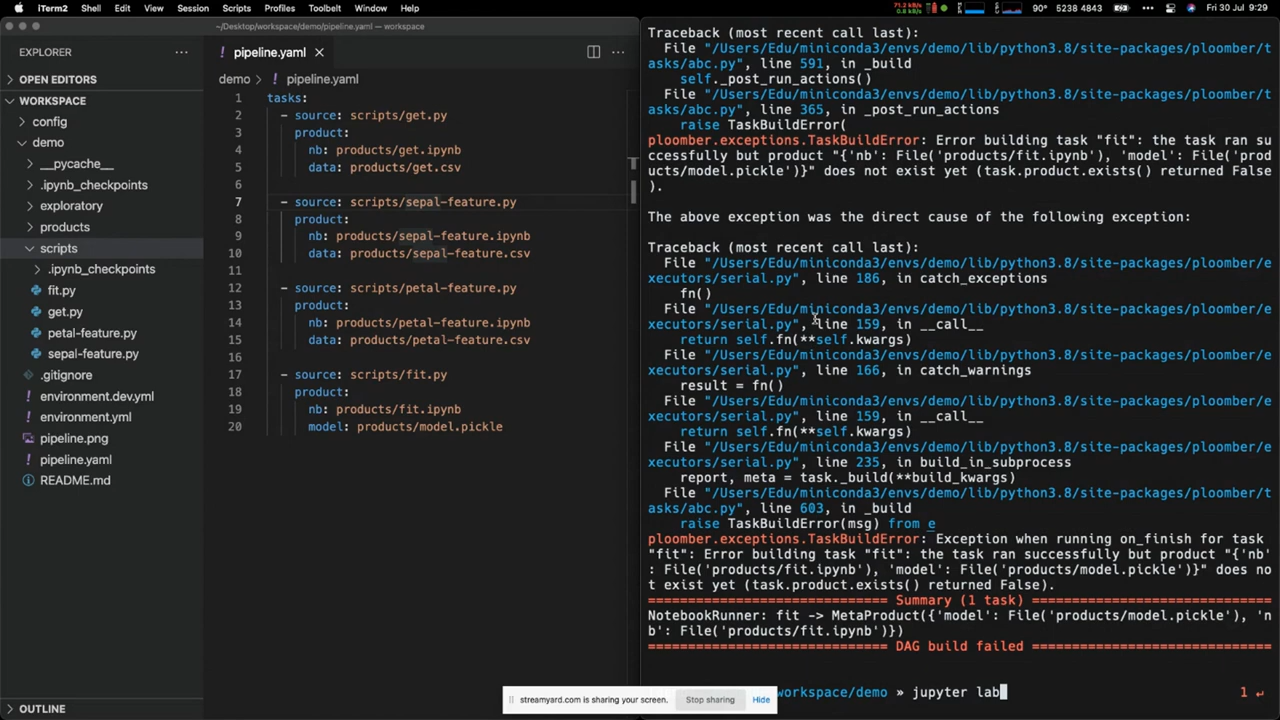 iTerm2 Shell Edit View Session Scripts Profiles Toolbelt Window Help
71.2 kB/s
0.8 kB/s
90° 5238 4843 Fri 30 Jul 9:29
~/Desktop/workspace/demo/pipeline.yaml — workspace
EXPLORER
OPEN EDITORS
WORKSPACE
config
demo
__pycache__
.ipynb_checkpoints
exploratory
products
scripts
.ipynb_checkpoints
fit.py
get.py
petal-feature.py
sepal-feature.py
.gitignore
environment.dev.yml
environment.yml
pipeline.png
pipeline.yaml
README.md
OUTLINE
pipeline.yaml
demo > pipeline.yaml
1 tasks:
2 - source: scripts/get.py
3 product:
4 nb: products/get.ipynb
5 data: products/get.csv
6
7 - source: scripts/sepal-feature.py
8 product:
9 nb: products/sepal-feature.ipynb
10 data: products/sepal-feature.csv
11
12 - source: scripts/petal-feature.py
13 product:
14 nb: products/petal-feature.ipynb
15 data: products/petal-feature.csv
16
17 - source: scripts/fit.py
18 product:
19 nb: products/fit.ipynb
20 model: products/model.pickle
Traceback (most recent call last):
File "/Users/Edu/miniconda3/envs/demo/lib/python3.8/site-packages/ploomber/t
asks/abc.py", line 591, in _build
self._post_run_actions()
File "/Users/Edu/miniconda3/envs/demo/lib/python3.8/site-packages/ploomber/t
asks/abc.py", line 365, in _post_run_actions
raise TaskBuildError(
ploomber.exceptions.TaskBuildError: Error building task "fit": the task ran su
ccessfully but product "{'nb': File('products/fit.ipynb'), 'model': File('prod
ucts/model.pickle')}" does not exist yet (task.product.exists() returned False
).
The above exception was the direct cause of the following exception:
Traceback (most recent call last):
File "/Users/Edu/miniconda3/envs/demo/lib/python3.8/site-packages/ploomber/e
xecutors/serial.py", line 186, in catch_exceptions
fn()
File "/Users/Edu/miniconda3/envs/demo/lib/python3.8/site-packages/ploomber/e
xecutors/serial.py", line 159, in __call__
return self.fn(**self.kwargs)
File "/Users/Edu/miniconda3/envs/demo/lib/python3.8/site-packages/ploomber/e
xecutors/serial.py", line 166, in catch_warnings
result = fn()
File "/Users/Edu/miniconda3/envs/demo/lib/python3.8/site-packages/ploomber/e
xecutors/serial.py", line 159, in __call__
return self.fn(**self.kwargs)
File "/Users/Edu/miniconda3/envs/demo/lib/python3.8/site-packages/ploomber/e
xecutors/serial.py", line 235, in build_in_subprocess
report, meta = task._build(**build_kwargs)
File "/Users/Edu/miniconda3/envs/demo/lib/python3.8/site-packages/ploomber/t
asks/abc.py", line 603, in _build
raise TaskBuildError(msg) from e
ploomber.exceptions.TaskBuildError: Exception when running on_finish for task
"fit": Error building task "fit": the task ran successfully but product "{'nb'
: File('products/fit.ipynb'), 'model': File('products/model.pickle')}" does no
t exist yet (task.product.exists() returned False).
============================= Summary (1 task) =============================
NotebookRunner: fit -> MetaProduct({'model': File('products/model.pickle'), 'n
b': File('products/fit.ipynb')})
============================= DAG build failed =============================
workspace/demo » jupyter lab 1 ↵
streamyard.com is sharing your screen. Stop sharing Hide